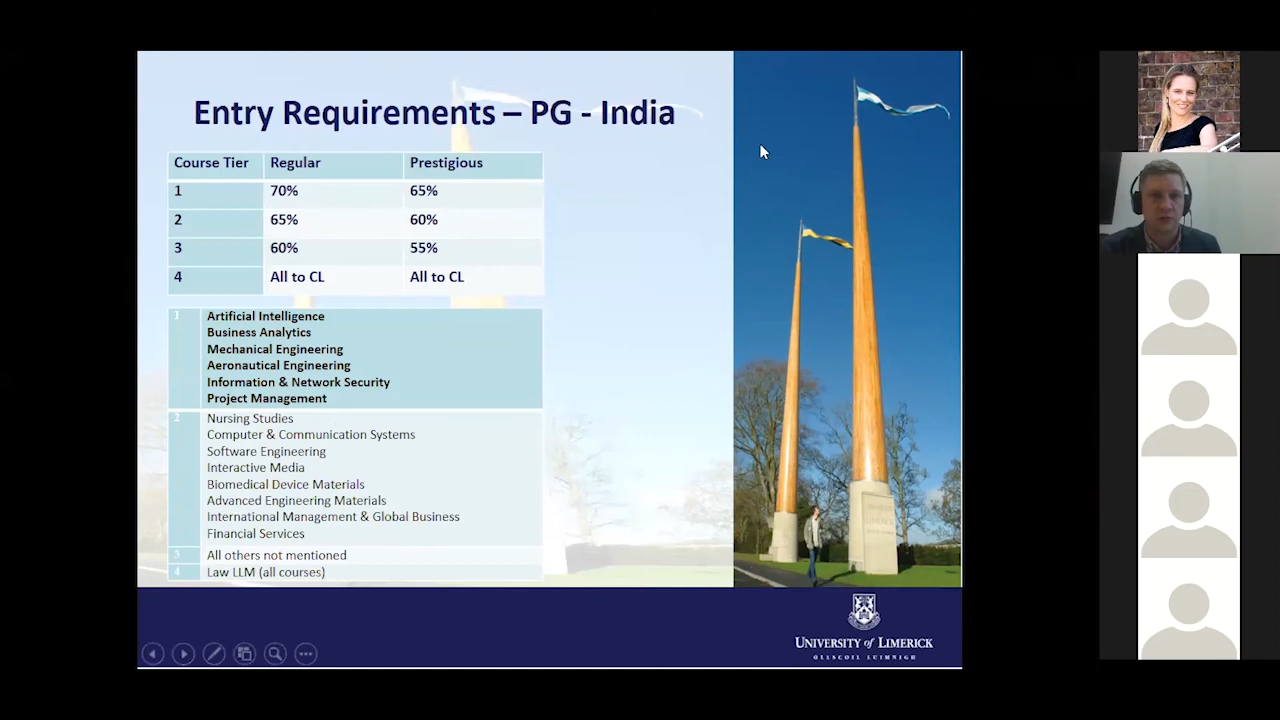 Entry Requirements – PG - India
Course Tier Regular Prestigious
1 70% 65%
2 65% 60%
3 60% 55%
4 All to CL All to CL
1 Artificial Intelligence
Business Analytics
Mechanical Engineering
Aeronautical Engineering
Information & Network Security
Project Management
2 Nursing Studies
Computer & Communication Systems
Software Engineering
Interactive Media
Biomedical Device Materials
Advanced Engineering Materials
International Management & Global Business
Financial Services
3 All others not mentioned
4 Law LLM (all courses)
UNIVERSITY of LIMERICK
OLLSCOIL LUIMNIGH